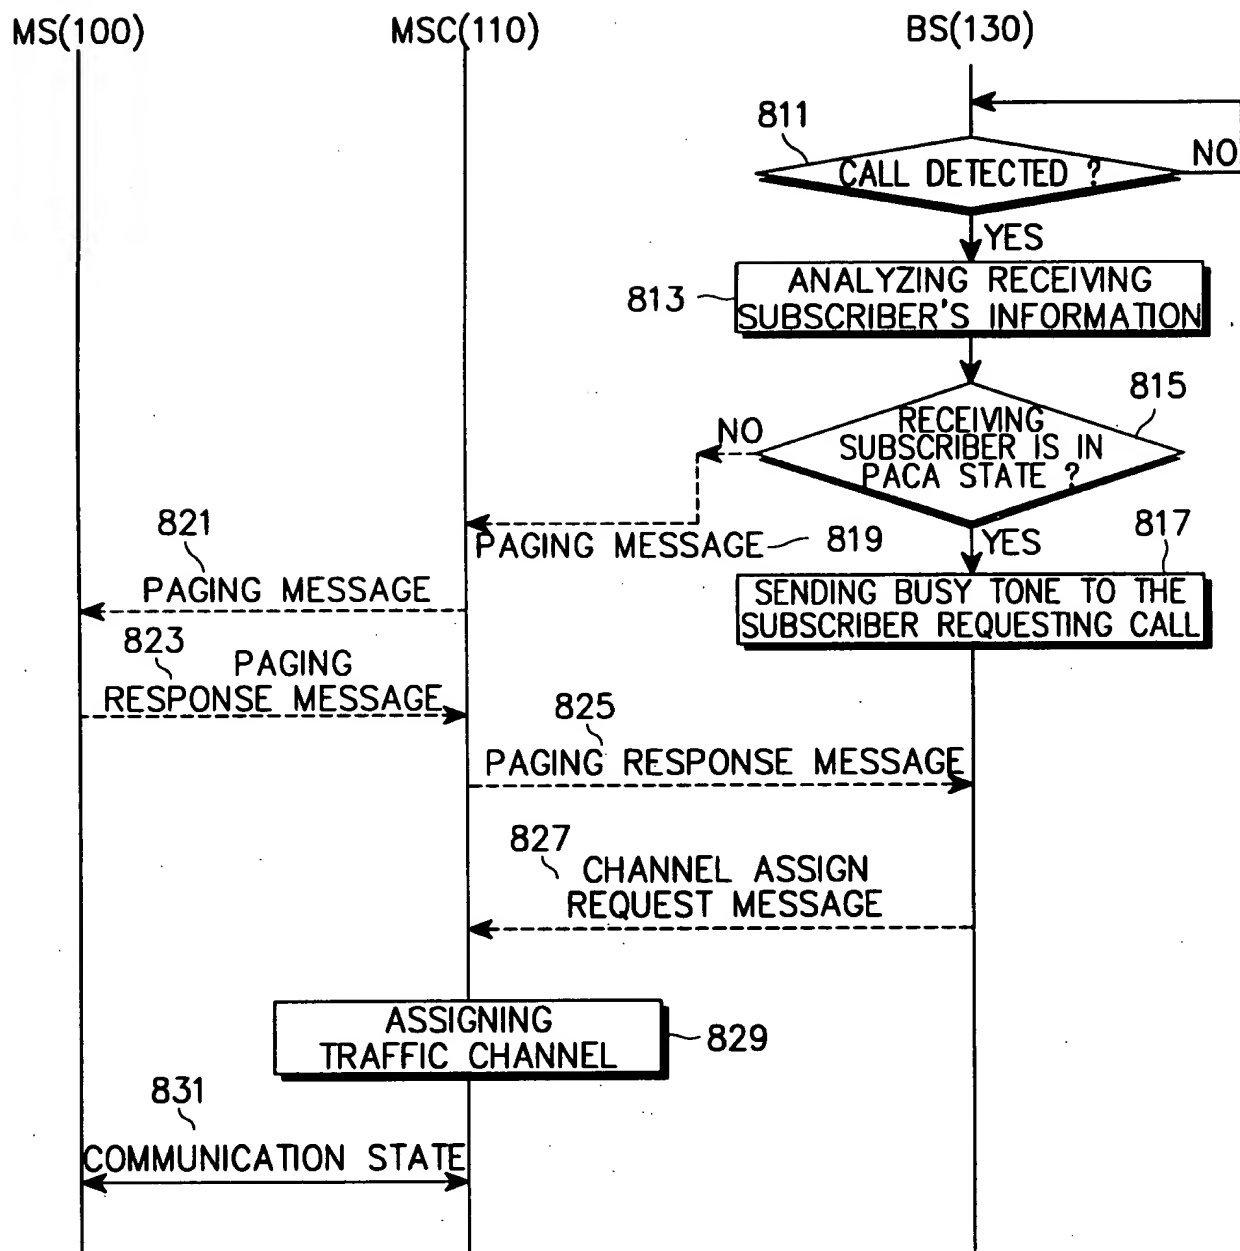 MS(100)
MSC(110)
BS(130)
811
CALL DETECTED ?
NO
YES
813
ANALYZING RECEIVING
SUBSCRIBER'S INFORMATION
815
RECEIVING
SUBSCRIBER IS IN
PACA STATE ?
NO
YES
PAGING MESSAGE
819
817
SENDING BUSY TONE TO THE
SUBSCRIBER REQUESTING CALL
821
PAGING MESSAGE
823
PAGING
RESPONSE MESSAGE
825
PAGING RESPONSE MESSAGE
827
CHANNEL ASSIGN
REQUEST MESSAGE
ASSIGNING
TRAFFIC CHANNEL
829
831
COMMUNICATION STATE